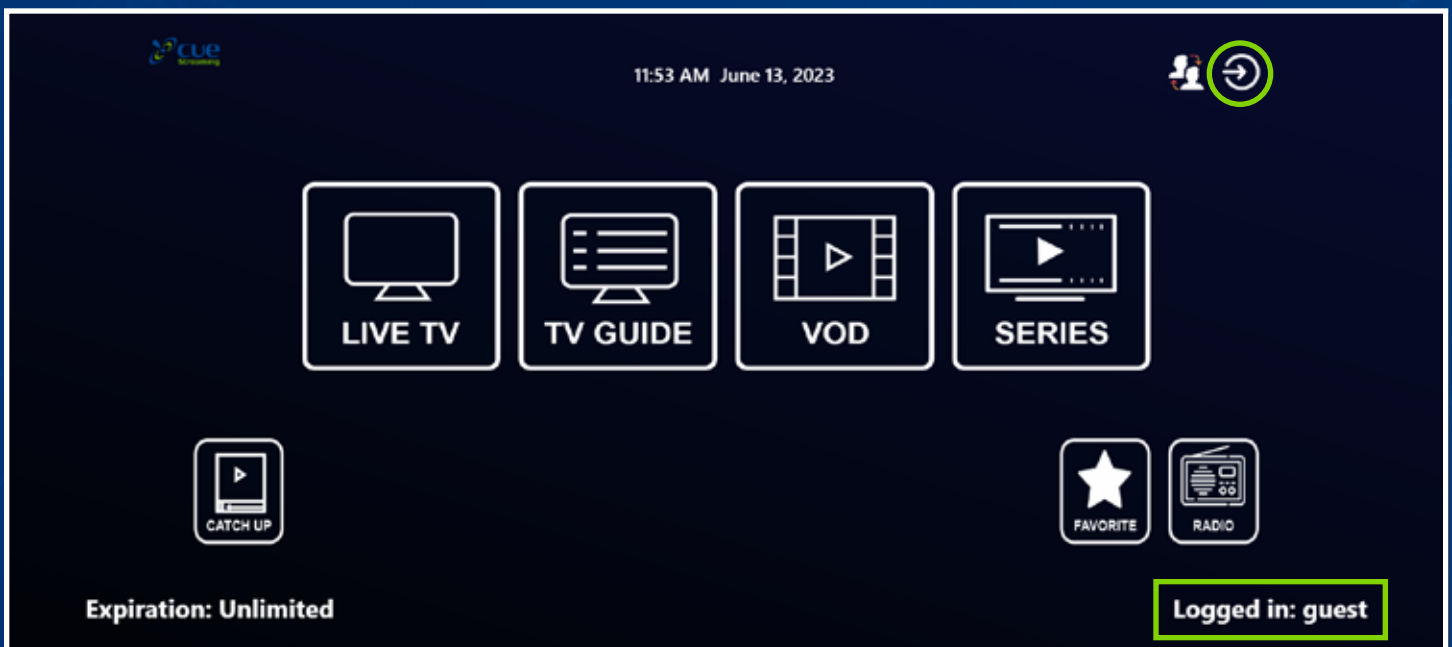 cue
Streaming
11:53 AM June 13, 2023
LIVE TV
TV GUIDE
VOD
SERIES
CATCH UP
FAVORITE
RADIO
Expiration: Unlimited
Logged in: guest